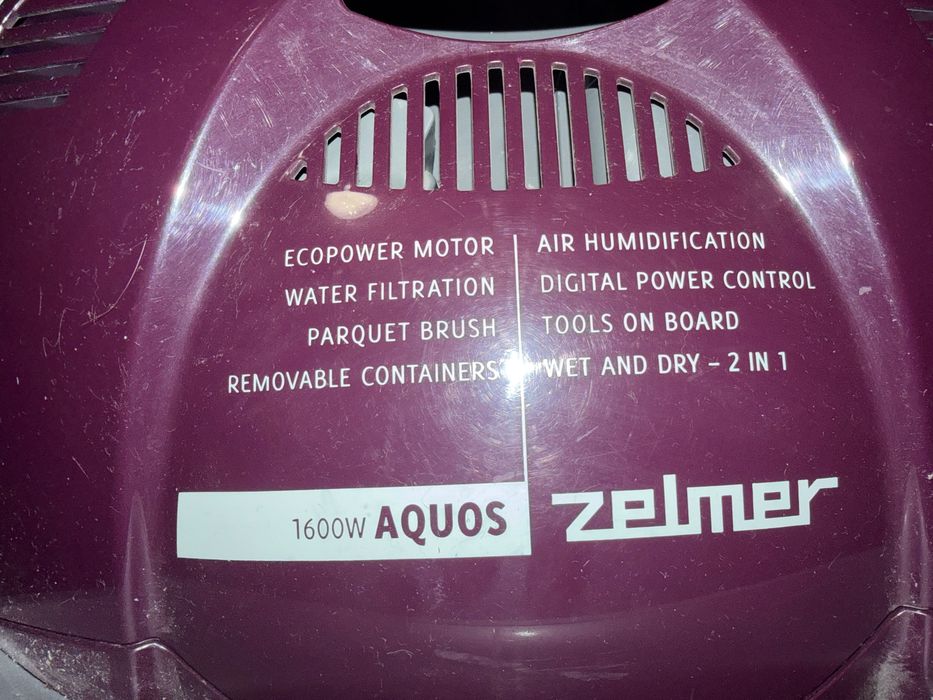 ECOPOWER MOTOR
WATER FILTRATION
PARQUET BRUSH
REMOVABLE CONTAINERS
AIR HUMIDIFICATION
DIGITAL POWER CONTROL
TOOLS ON BOARD
WET AND DRY – 2 IN 1
1600W AQUOS
zelmer